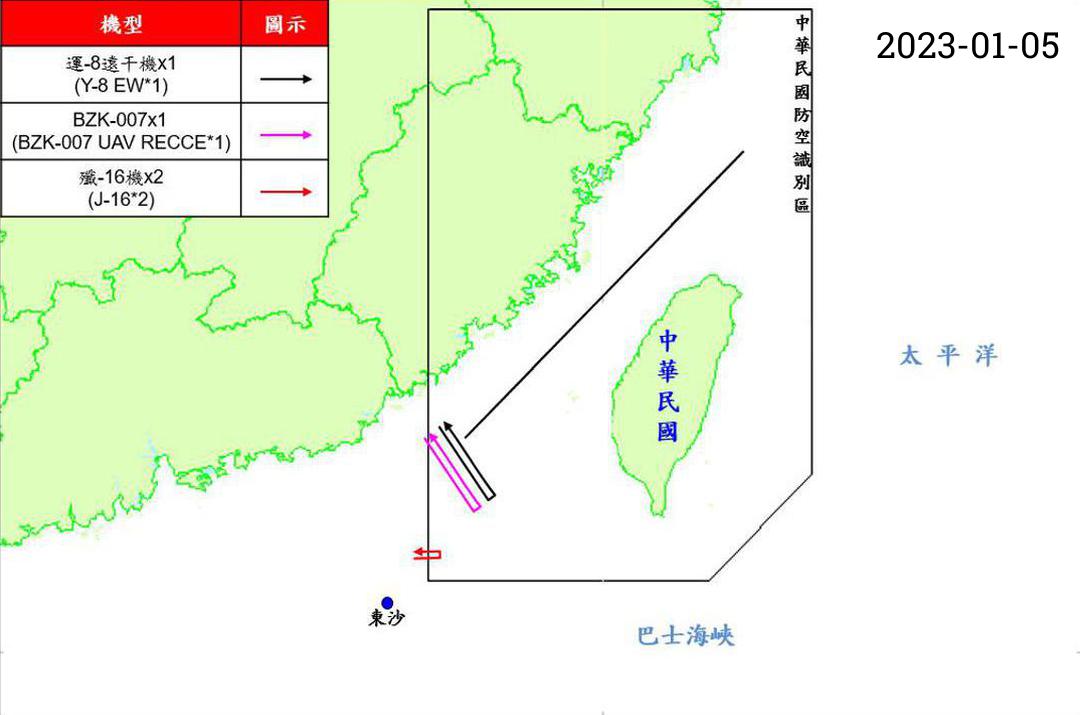 機型
圖示
運-8遠干機x1
(Y-8 EW*1)
BZK-007x1
(BZK-007 UAV RECCE*1)
殲-16機x2
(J-16*2)
中華民國防空識別區
2023-01-05
中華民國
太平洋
東沙
巴士海峽